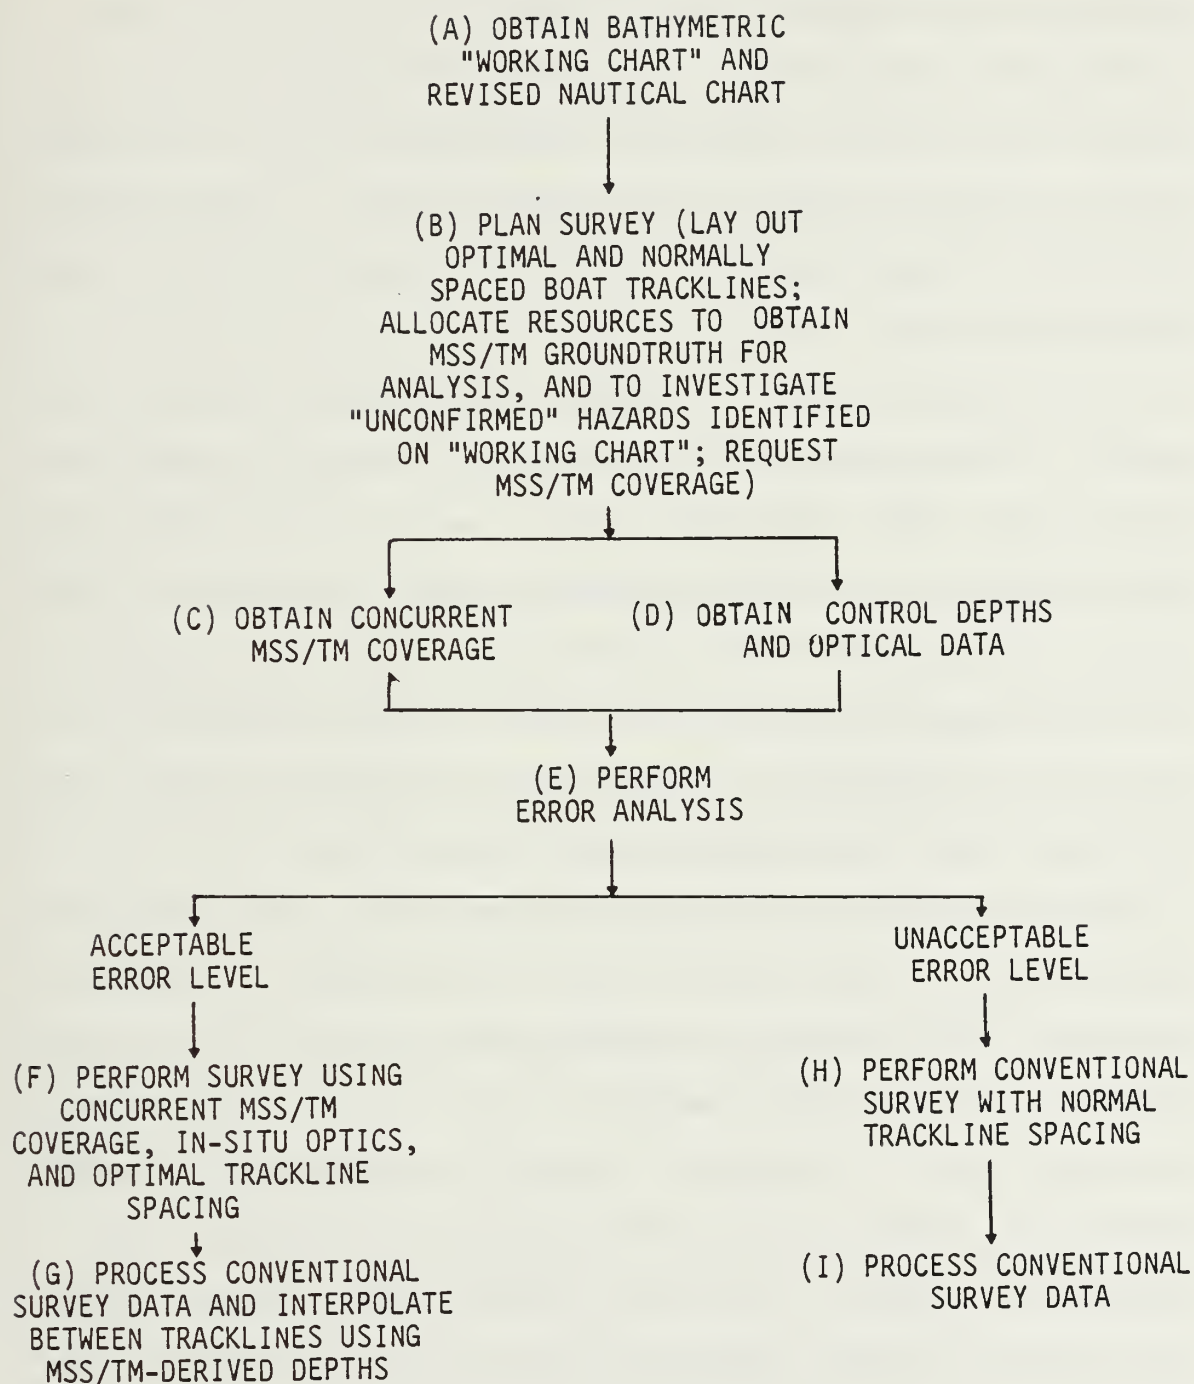 (A) OBTAIN BATHYMETRIC
"WORKING CHART" AND
REVISED NAUTICAL CHART
(B) PLAN SURVEY (LAY OUT
OPTIMAL AND NORMALLY
SPACED BOAT TRACKLINES;
ALLOCATE RESOURCES TO OBTAIN
MSS/TM GROUNDTRUTH FOR
ANALYSIS, AND TO INVESTIGATE
"UNCONFIRMED" HAZARDS IDENTIFIED
ON "WORKING CHART"; REQUEST
MSS/TM COVERAGE)
(C) OBTAIN CONCURRENT
MSS/TM COVERAGE
(D) OBTAIN CONTROL DEPTHS
AND OPTICAL DATA
(E) PERFORM
ERROR ANALYSIS
ACCEPTABLE
ERROR LEVEL
UNACCEPTABLE
ERROR LEVEL
(F) PERFORM SURVEY USING
CONCURRENT MSS/TM
COVERAGE, IN-SITU OPTICS,
AND OPTIMAL TRACKLINE
SPACING
(H) PERFORM CONVENTIONAL
SURVEY WITH NORMAL
TRACKLINE SPACING
(G) PROCESS CONVENTIONAL
SURVEY DATA AND INTERPOLATE
BETWEEN TRACKLINES USING
MSS/TM-DERIVED DEPTHS
(I) PROCESS CONVENTIONAL
SURVEY DATA